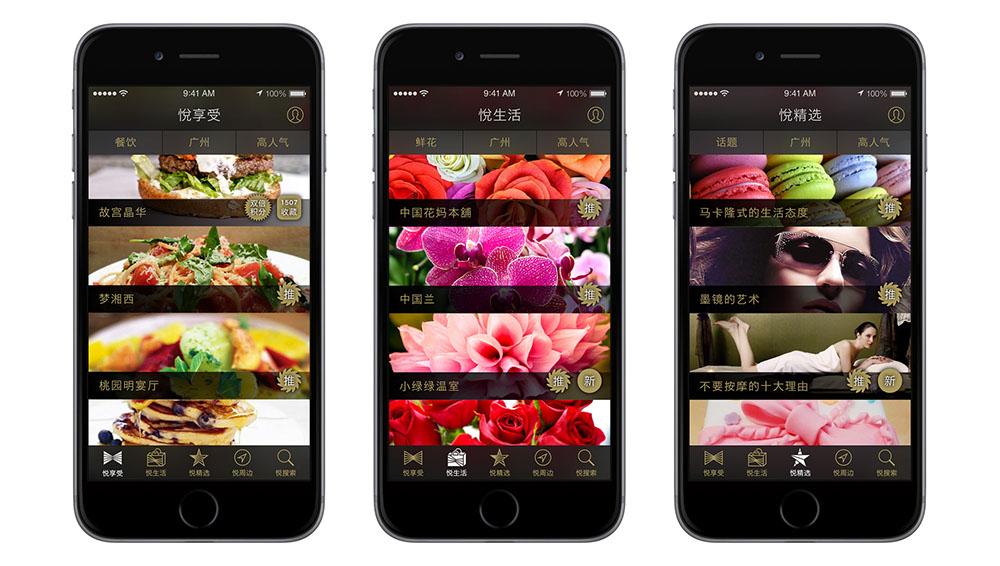 9:41 AM
100%
悦享受
餐饮
广州
高人气
故宫晶华
双倍
积分
1507
收藏
梦湘西
推
桃园明宴厅
推
悦享受
悦生活
悦精选
悦周边
悦搜索
9:41 AM
100%
悦生活
鲜花
广州
高人气
中国花妈本舖
推
中国兰
小绿绿温室
推
新
悦享受
悦生活
悦精选
悦周边
悦搜索
9:41 AM
100%
悦精选
话题
广州
高人气
马卡隆式的生活态度
推
墨镜的艺术
推
不要按摩的十大理由
推
新
悦享受
悦生活
悦精选
悦周边
悦搜索